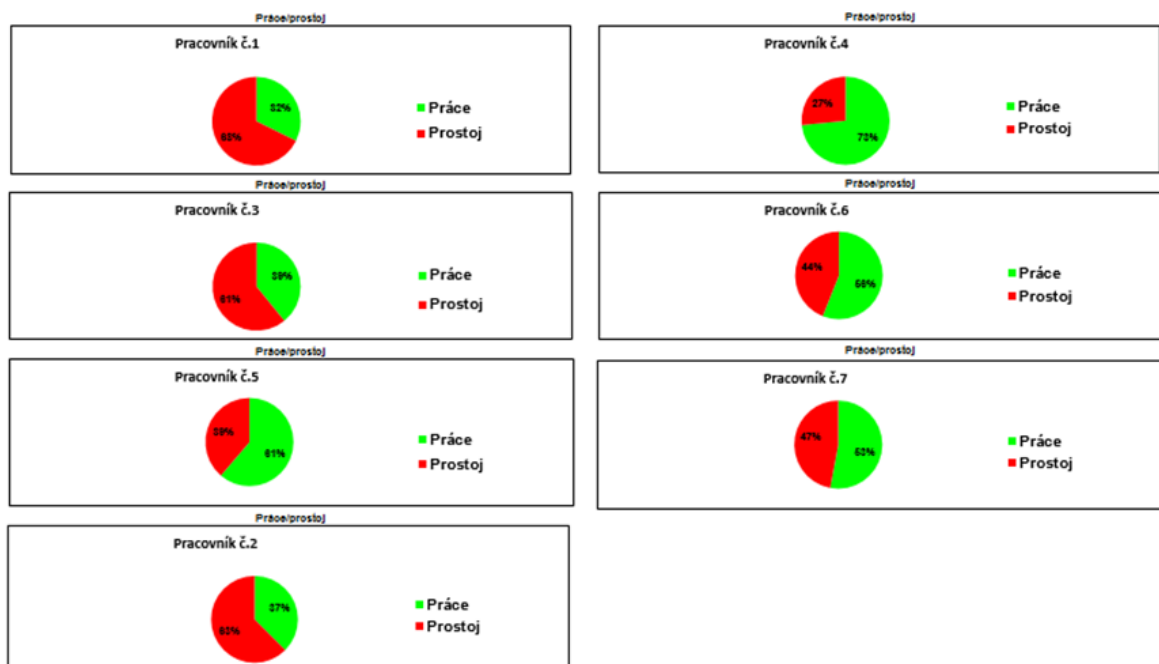 Práce/prostoj
Pracovník č.1
32%
68%
Práce
Prostoj
Práce/prostoj
Pracovník č.4
27%
73%
Práce
Prostoj
Práce/prostoj
Pracovník č.3
39%
61%
Práce
Prostoj
Práce/prostoj
Pracovník č.6
44%
56%
Práce
Prostoj
Práce/prostoj
Pracovník č.5
39%
61%
Práce
Prostoj
Práce/prostoj
Pracovník č.7
47%
53%
Práce
Prostoj
Práce/prostoj
Pracovník č.2
37%
63%
Práce
Prostoj